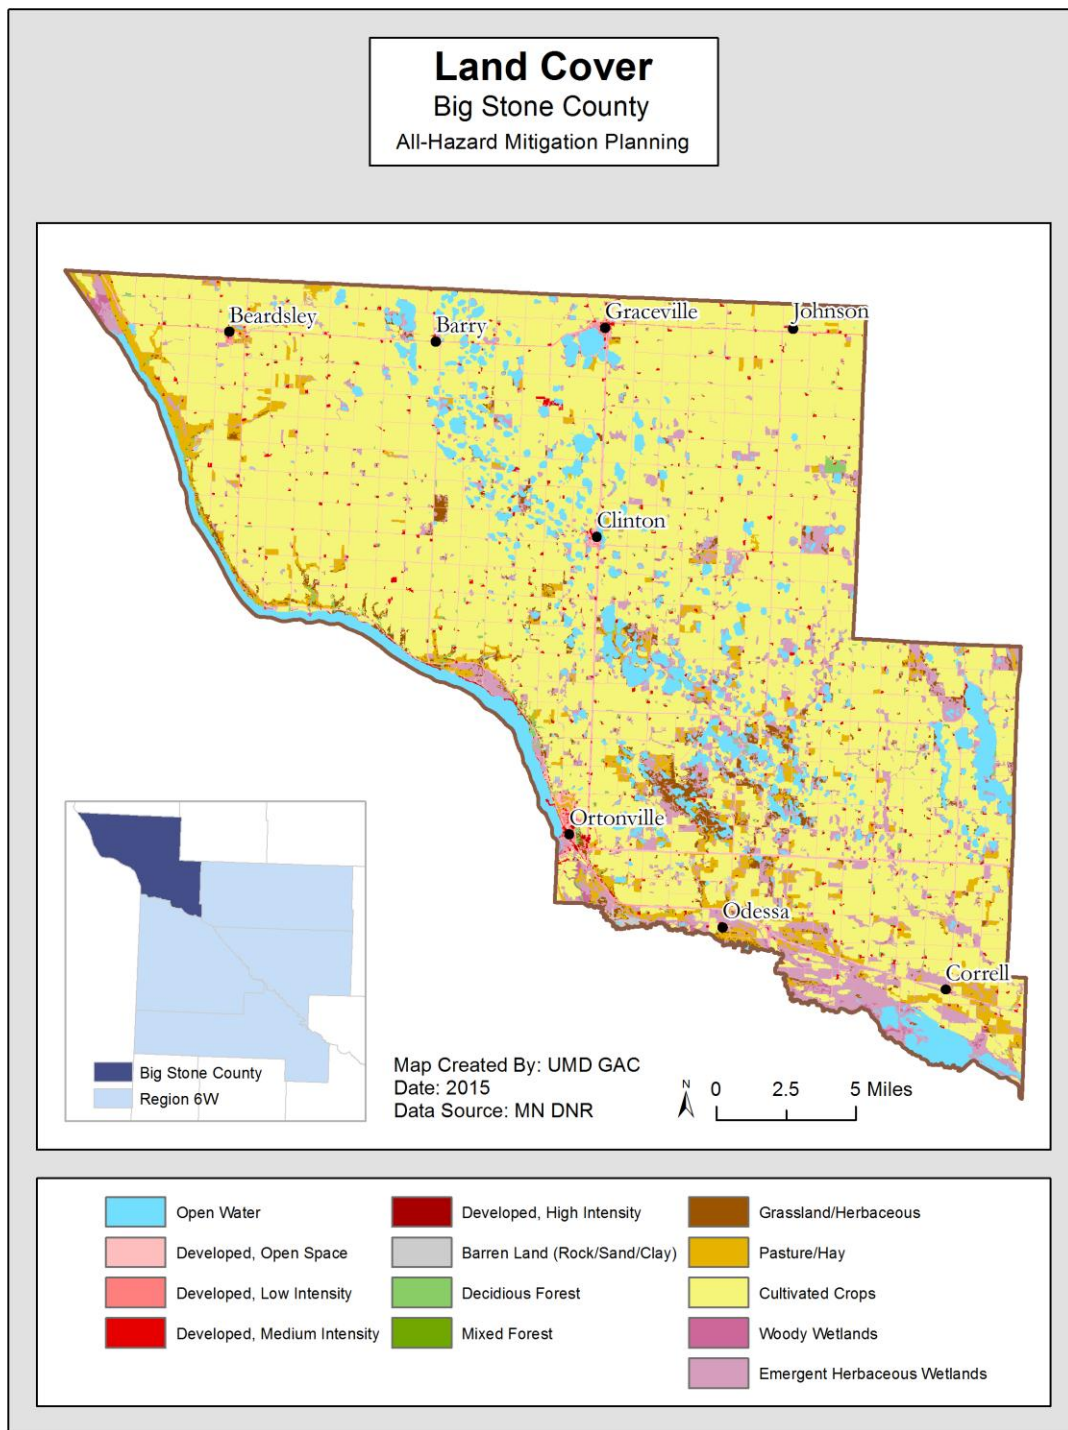 Land Cover
Big Stone County
All-Hazard Mitigation Planning
Beardsley
Barry
Graceville
Johnson
Clinton
Ortonville
Odessa
Correll
Big Stone County
Region 6W
Map Created By: UMD GAC
Date: 2015
Data Source: MN DNR
N
0 2.5 5 Miles
Open Water
Developed, Open Space
Developed, Low Intensity
Developed, Medium Intensity
Developed, High Intensity
Barren Land (Rock/Sand/Clay)
Decidious Forest
Mixed Forest
Grassland/Herbaceous
Pasture/Hay
Cultivated Crops
Woody Wetlands
Emergent Herbaceous Wetlands